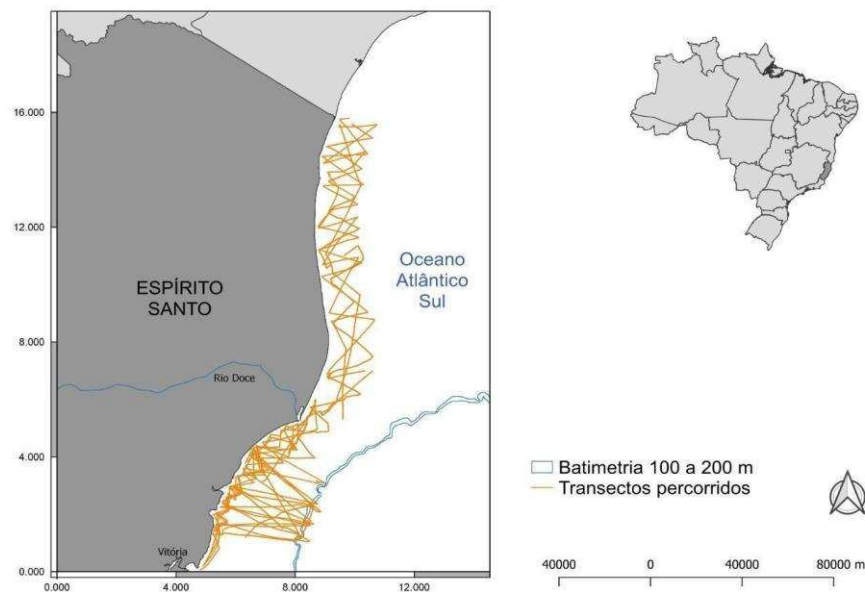 16.000
12.000
8.000
4.000
0.000
0.000
4.000
8.000
12.000
ESPÍRITO
SANTO
Rio Doce
Vitória
Oceano
Atlântico
Sul
Batimetria 100 a 200 m
Transectos percorridos
40000 0 40000 80000 m